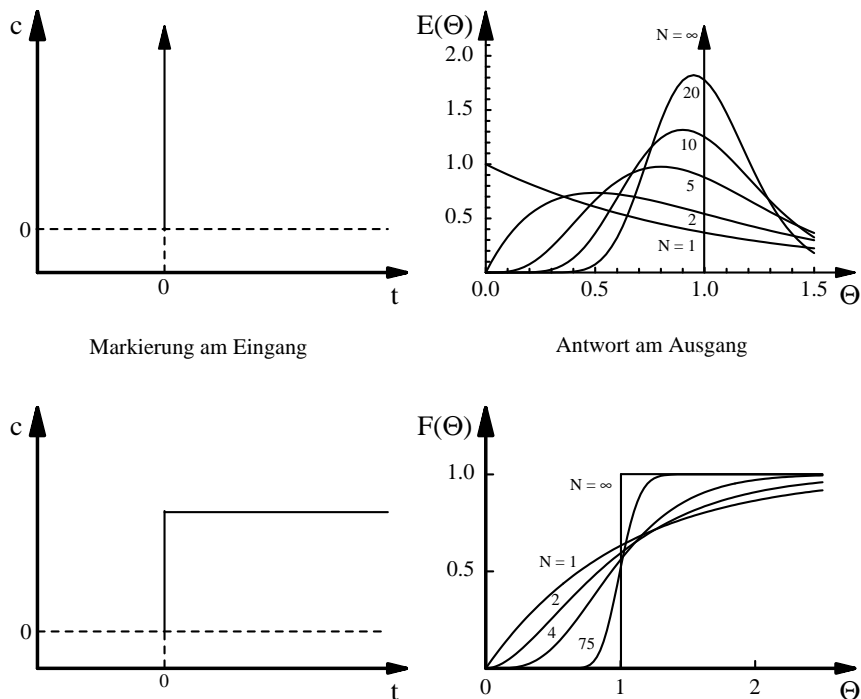 c
0
0
t
E(Θ)
2.0
1.5
1.0
0.5
N = ∞
20
10
5
2
N = 1
0.0 0.5 1.0 1.5
Θ
Markierung am Eingang
Antwort am Ausgang
c
0
0
t
F(Θ)
1.0
0.5
N = ∞
N = 1
2
4
75
0 1 2
Θ